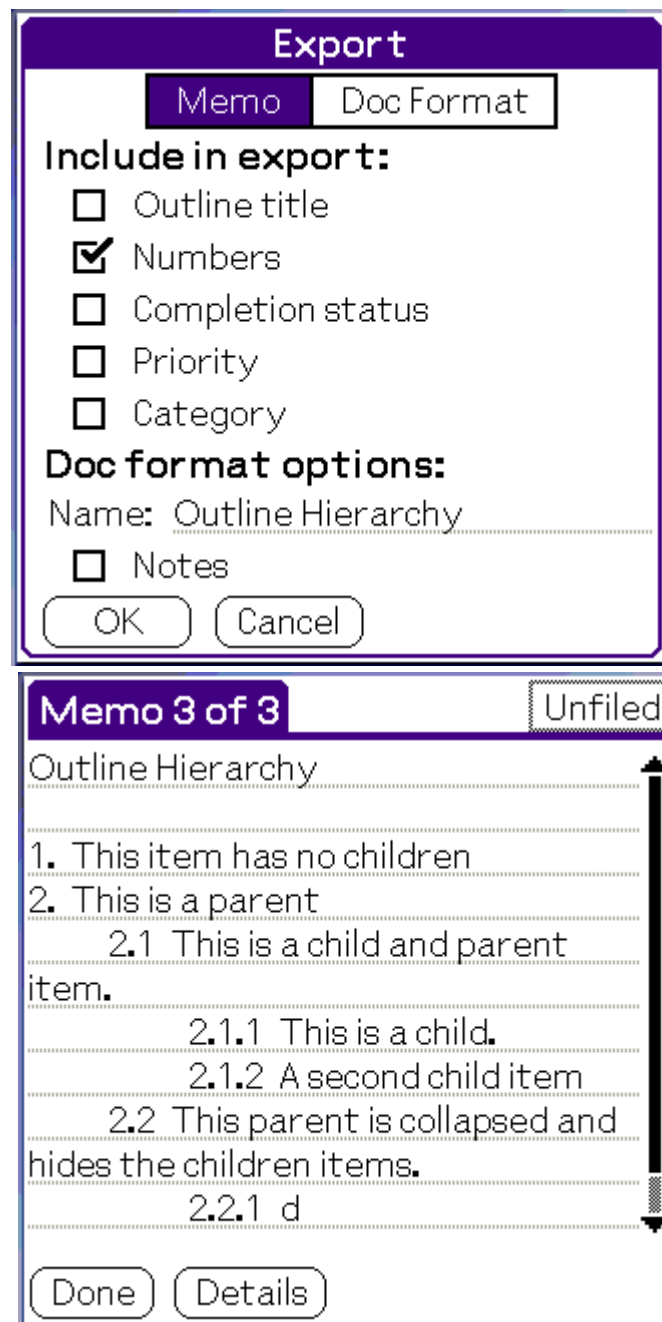 Export
Memo Doc Format
Include in export:
Outline title
Numbers
Completion status
Priority
Category
Doc format options:
Name: Outline Hierarchy
Notes
OK Cancel
Memo 3 of 3 Unfiled
Outline Hierarchy
1. This item has no children
2. This is a parent
2.1 This is a child and parent
item.
2.1.1 This is a child.
2.1.2 A second child item
2.2 This parent is collapsed and
hides the children items.
2.2.1 d
Done Details